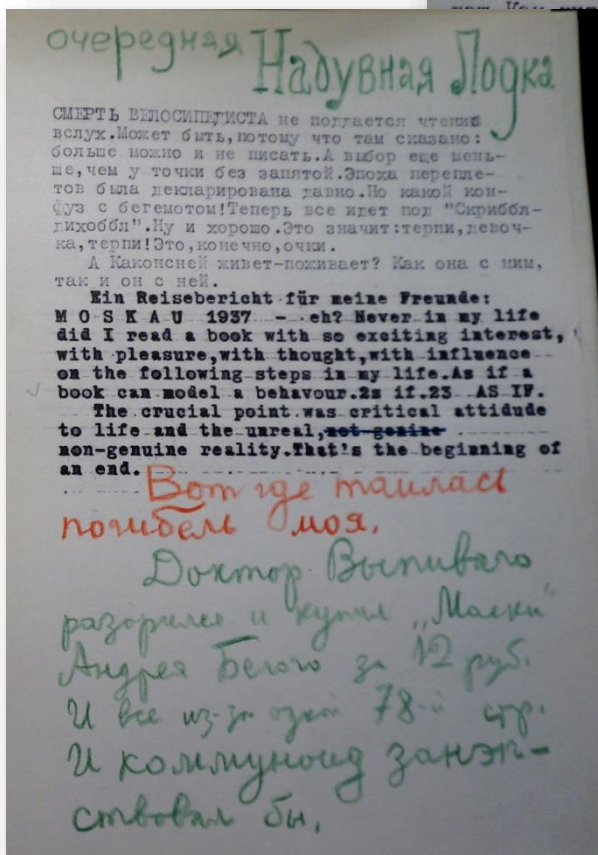 очередная Надувная Лодка
СМЕРТЬ ВЕЛОСИПЕДИСТА не поддается чтению
вслух.Может быть,потому что там сказано:
больше можно и не писать.А выбор еще мень-
ше,чем у точки без запятой.Эпоха перепле-
тов была декларирована давно.Но какой кон-
фуз с бегемотом!Теперь все идет под "Скриббл-
дихоббл".Ну и хорошо.Это значит:терпи,девоч-
ка,терпи!Это,конечно,очки.
А Каконсней живет-поживает? Как она с ним,
так и он с ней.
Ein Reisebericht für meine Freunde:
M O S K A U 1937 - eh? Never in my life
did I read a book with so exciting interest,
with pleasure,with thought,with influence
on the following steps in my life.As if a
book can model a behavour.2s if.23 AS IF.
The crucial point was critical attidude
to life and the unreal,not genine
non-genuine reality.That's the beginning of
an end.
Вот где таилась
погибель моя.
Доктор Выпивало
разорился и купил „Маски"
Андрея Белого за 12 руб.
И все из-за одной 78-й стр.
И коммуноид занэп-
ствовал бы.